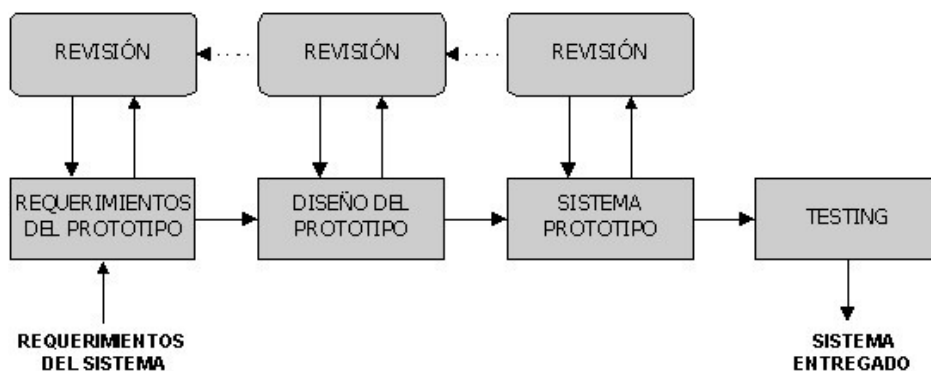 REVISIÓN
REVISIÓN
REVISIÓN
REQUERIMIENTOS
DEL PROTOTIPO
DISEÑO DEL
PROTOTIPO
SISTEMA
PROTOTIPO
TESTING
REQUERIMIENTOS
DEL SISTEMA
SISTEMA
ENTREGADO